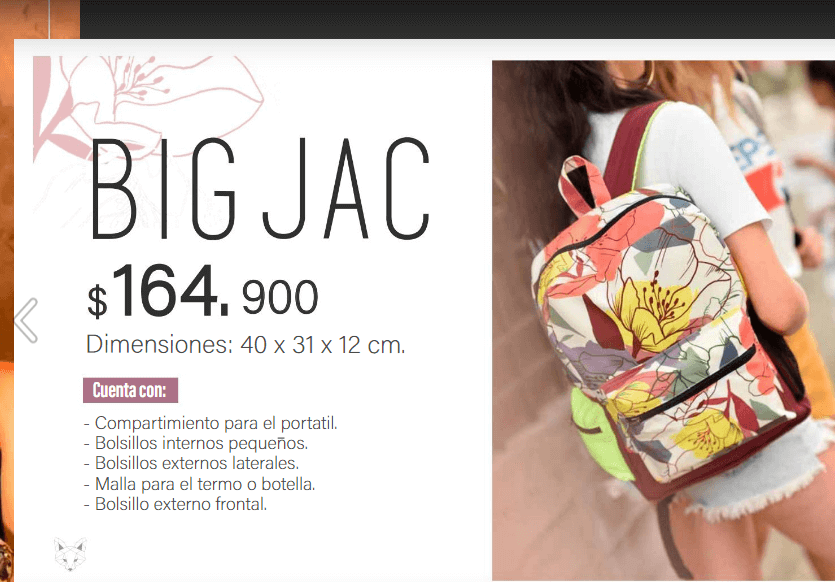 BIG JAC
$164.900
Dimensiones: 40 x 31 x 12 cm.
Cuenta con:
- Compartimiento para el portatil.
- Bolsillos internos pequeños.
- Bolsillos externos laterales.
- Malla para el termo o botella.
- Bolsillo externo frontal.